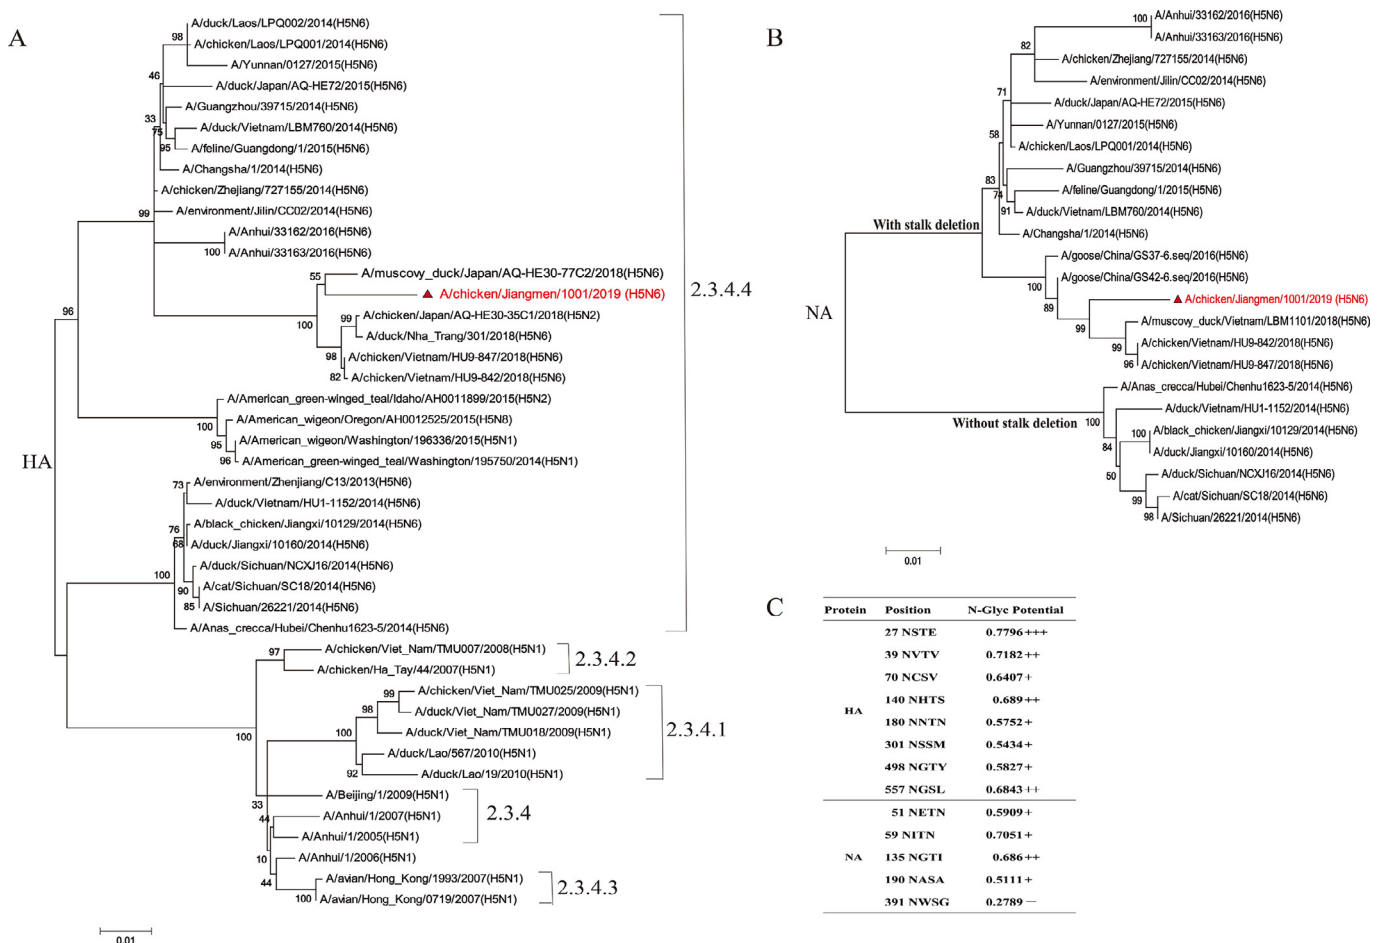 A
A/duck/Laos/LPQ002/2014(H5N6)
98
A/chicken/Laos/LPQ001/2014(H5N6)
A/Yunnan/0127/2015(H5N6)
46
A/duck/Japan/AQ-HE72/2015(H5N6)
A/Guangzhou/39715/2014(H5N6)
33
75
A/duck/Vietnam/LBM760/2014(H5N6)
95
A/feline/Guangdong/1/2015(H5N6)
A/Changsha/1/2014(H5N6)
A/chicken/Zhejiang/727155/2014(H5N6)
99
A/environment/Jilin/CC02/2014(H5N6)
A/Anhui/33162/2016(H5N6)
100
A/Anhui/33163/2016(H5N6)
55
A/muscovy_duck/Japan/AQ-HE30-77C2/2018(H5N6)
A/chicken/Jiangmen/1001/2019 (H5N6)
2.3.4.4
96
100
99
A/chicken/Japan/AQ-HE30-35C1/2018(H5N2)
A/duck/Nha_Trang/301/2018(H5N6)
98
A/chicken/Vietnam/HU9-847/2018(H5N6)
82
A/chicken/Vietnam/HU9-842/2018(H5N6)
A/American_green-winged_teal/Idaho/AH0011899/2015(H5N2)
100
A/American_wigeon/Oregon/AH0012525/2015(H5N8)
95
A/American_wigeon/Washington/196336/2015(H5N1)
96
A/American_green-winged_teal/Washington/195750/2014(H5N1)
HA
73
A/environment/Zhenjiang/C13/2013(H5N6)
A/duck/Vietnam/HU1-1152/2014(H5N6)
76
A/black_chicken/Jiangxi/10129/2014(H5N6)
68
A/duck/Jiangxi/10160/2014(H5N6)
100
A/duck/Sichuan/NCXJ16/2014(H5N6)
90
A/cat/Sichuan/SC18/2014(H5N6)
85
A/Sichuan/26221/2014(H5N6)
A/Anas_crecca/Hubei/Chenhu1623-5/2014(H5N6)
97
A/chicken/Viet_Nam/TMU007/2008(H5N1)
A/chicken/Ha_Tay/44/2007(H5N1)
2.3.4.2
99
A/chicken/Viet_Nam/TMU025/2009(H5N1)
98
A/duck/Viet_Nam/TMU027/2009(H5N1)
100
A/duck/Viet_Nam/TMU018/2009(H5N1)
2.3.4.1
100
A/duck/Lao/567/2010(H5N1)
92
A/duck/Lao/19/2010(H5N1)
33
A/Beijing/1/2009(H5N1)
44
A/Anhui/1/2007(H5N1)
2.3.4
A/Anhui/1/2005(H5N1)
10
A/Anhui/1/2006(H5N1)
44
A/avian/Hong_Kong/1993/2007(H5N1)
2.3.4.3
100
A/avian/Hong_Kong/0719/2007(H5N1)
0.01
B
100
A/Anhui/33162/2016(H5N6)
A/Anhui/33163/2016(H5N6)
82
A/chicken/Zhejiang/727155/2014(H5N6)
A/environment/Jilin/CC02/2014(H5N6)
71
A/duck/Japan/AQ-HE72/2015(H5N6)
A/Yunnan/0127/2015(H5N6)
58
A/chicken/Laos/LPQ001/2014(H5N6)
A/Guangzhou/39715/2014(H5N6)
83
74
A/feline/Guangdong/1/2015(H5N6)
91
A/duck/Vietnam/LBM760/2014(H5N6)
With stalk deletion
A/Changsha/1/2014(H5N6)
A/goose/China/GS37-6.seq/2016(H5N6)
100
A/goose/China/GS42-6.seq/2016(H5N6)
89
A/chicken/Jiangmen/1001/2019 (H5N6)
NA
99
A/muscovy_duck/Vietnam/LBM1101/2018(H5N6)
99
A/chicken/Vietnam/HU9-842/2018(H5N6)
96
A/chicken/Vietnam/HU9-847/2018(H5N6)
A/Anas_crecca/Hubei/Chenhu1623-5/2014(H5N6)
A/duck/Vietnam/HU1-1152/2014(H5N6)
Without stalk deletion
100
100
A/black_chicken/Jiangxi/10129/2014(H5N6)
84
A/duck/Jiangxi/10160/2014(H5N6)
50
A/duck/Sichuan/NCXJ16/2014(H5N6)
99
A/cat/Sichuan/SC18/2014(H5N6)
98
A/Sichuan/26221/2014(H5N6)
0.01
C
Protein Position N-Glyc Potential
27 NSTE 0.7796 +++
39 NVTV 0.7182 ++
70 NCSV 0.6407 +
140 NHTS 0.689 ++
HA
180 NNTN 0.5752 +
301 NSSM 0.5434 +
498 NGTY 0.5827 +
557 NGSL 0.6843 ++
51 NETN 0.5909 +
59 NITN 0.7051 +
NA 135 NGTI 0.686 ++
190 NASA 0.5111 +
391 NWSG 0.2789 —